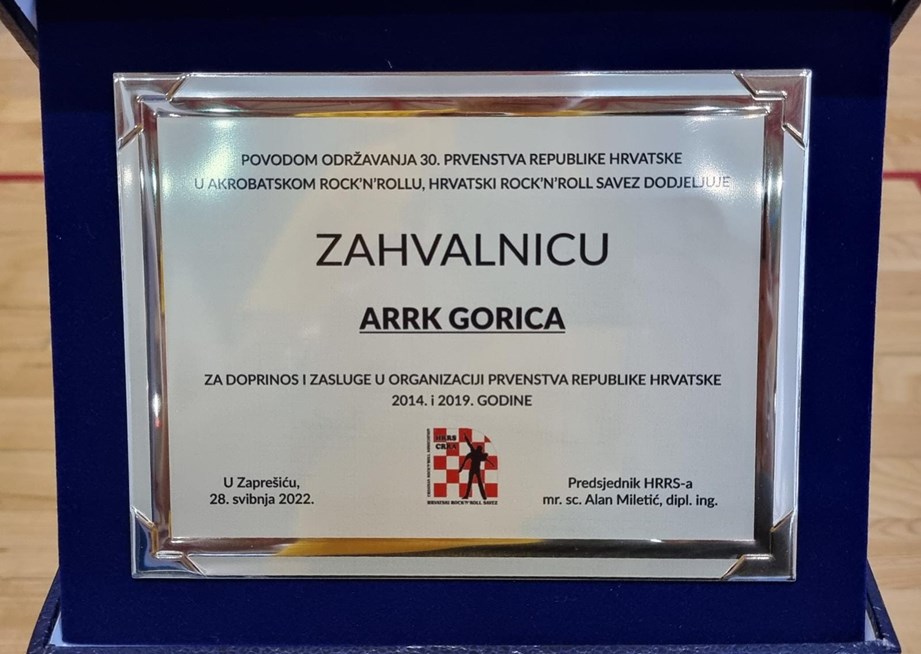 POVODOM ODRŽAVANJA 30. PRVENSTVA REPUBLIKE HRVATSKE
U AKROBATSKOM ROCK'N'ROLLU, HRVATSKI ROCK'N'ROLL SAVEZ DODJELJUJE
ZAHVALNICU
ARRK GORICA
ZA DOPRINOS I ZASLUGE U ORGANIZACIJI PRVENSTVA REPUBLIKE HRVATSKE
2014. i 2019. GODINE
HRRS
CRRA
HRVATSKI ROCK'N'ROLL SAVEZ
U Zaprešiću,
28. svibnja 2022.
Predsjednik HRRS-a
mr. sc. Alan Miletić, dipl. ing.